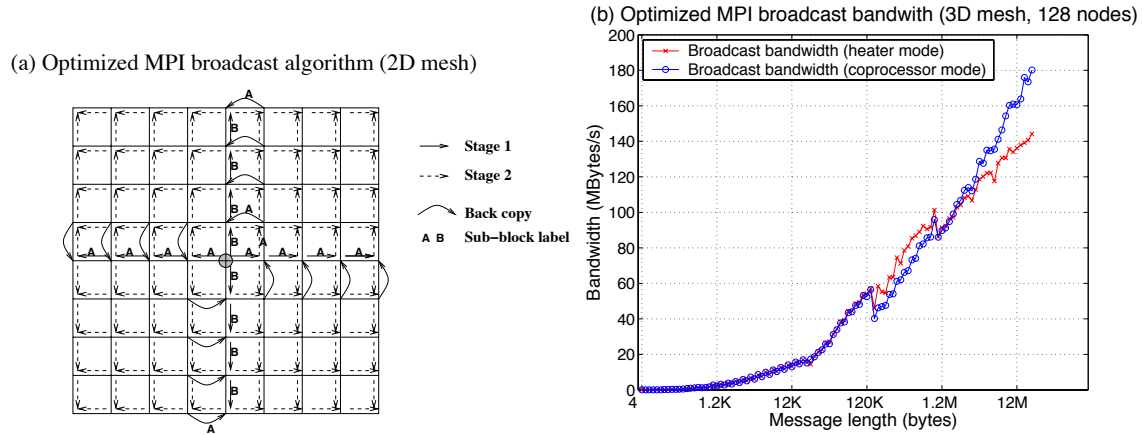 (a) Optimized MPI broadcast algorithm (2D mesh)
A
B
B
B
B A
A A A A B A A A A
B
B
B
B
A
Stage 1
Stage 2
Back copy
A B Sub-block label
(b) Optimized MPI broadcast bandwith (3D mesh, 128 nodes)
Broadcast bandwidth (heater mode)
Broadcast bandwidth (coprocessor mode)
Bandwidth (MBytes/s)
200
180
160
140
120
100
80
60
40
20
0
4 1.2K 12K 120K 1.2M 12M
Message length (bytes)